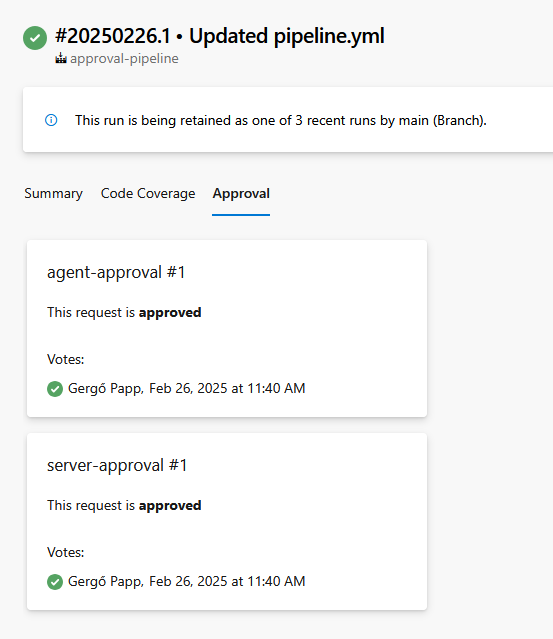 #20250226.1 • Updated pipeline.yml
approval-pipeline
This run is being retained as one of 3 recent runs by main (Branch).
Summary Code Coverage Approval
agent-approval #1
This request is approved
Votes:
Gergő Papp, Feb 26, 2025 at 11:40 AM
server-approval #1
This request is approved
Votes:
Gergő Papp, Feb 26, 2025 at 11:40 AM